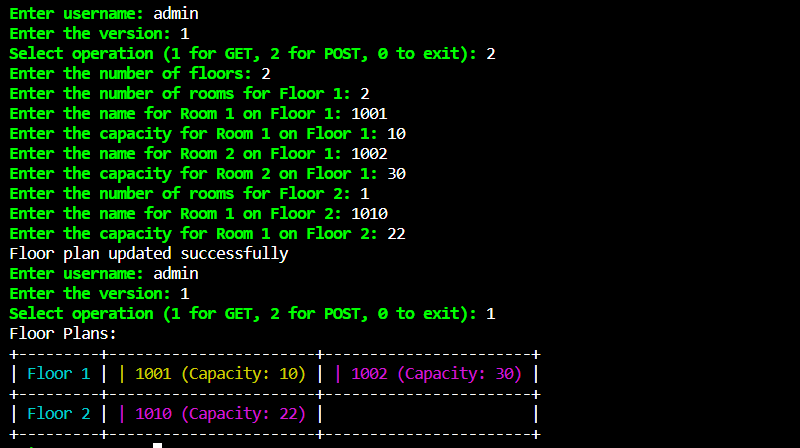 Enter username: admin
Enter the version: 1
Select operation (1 for GET, 2 for POST, 0 to exit): 2
Enter the number of floors: 2
Enter the number of rooms for Floor 1: 2
Enter the name for Room 1 on Floor 1: 1001
Enter the capacity for Room 1 on Floor 1: 10
Enter the name for Room 2 on Floor 1: 1002
Enter the capacity for Room 2 on Floor 1: 30
Enter the number of rooms for Floor 2: 1
Enter the name for Room 1 on Floor 2: 1010
Enter the capacity for Room 1 on Floor 2: 22
Floor plan updated successfully
Enter username: admin
Enter the version: 1
Select operation (1 for GET, 2 for POST, 0 to exit): 1
Floor Plans:
+---------+-----------------------+-----------------------+
| Floor 1 | | 1001 (Capacity: 10) | | 1002 (Capacity: 30) |
+---------+-----------------------+-----------------------+
| Floor 2 | | 1010 (Capacity: 22) |                       |
+---------+-----------------------+-----------------------+